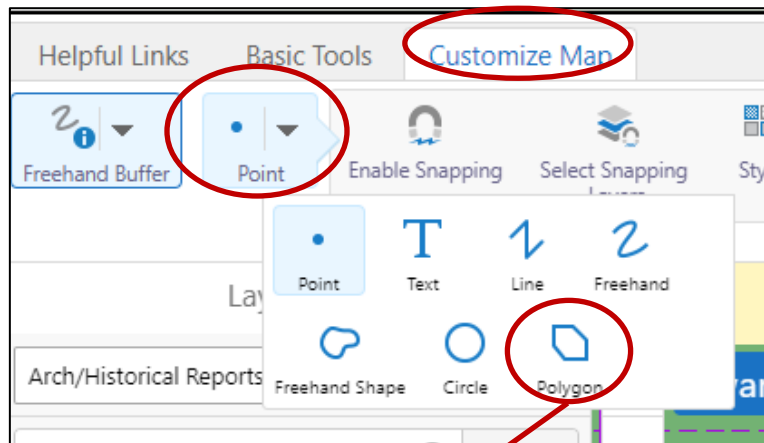 Helpful Links Basic Tools Customize Map
Freehand Buffer Point Enable Snapping Select Snapping
Point Text Line Freehand
Freehand Shape Circle Polygon
Arch/Historical Reports